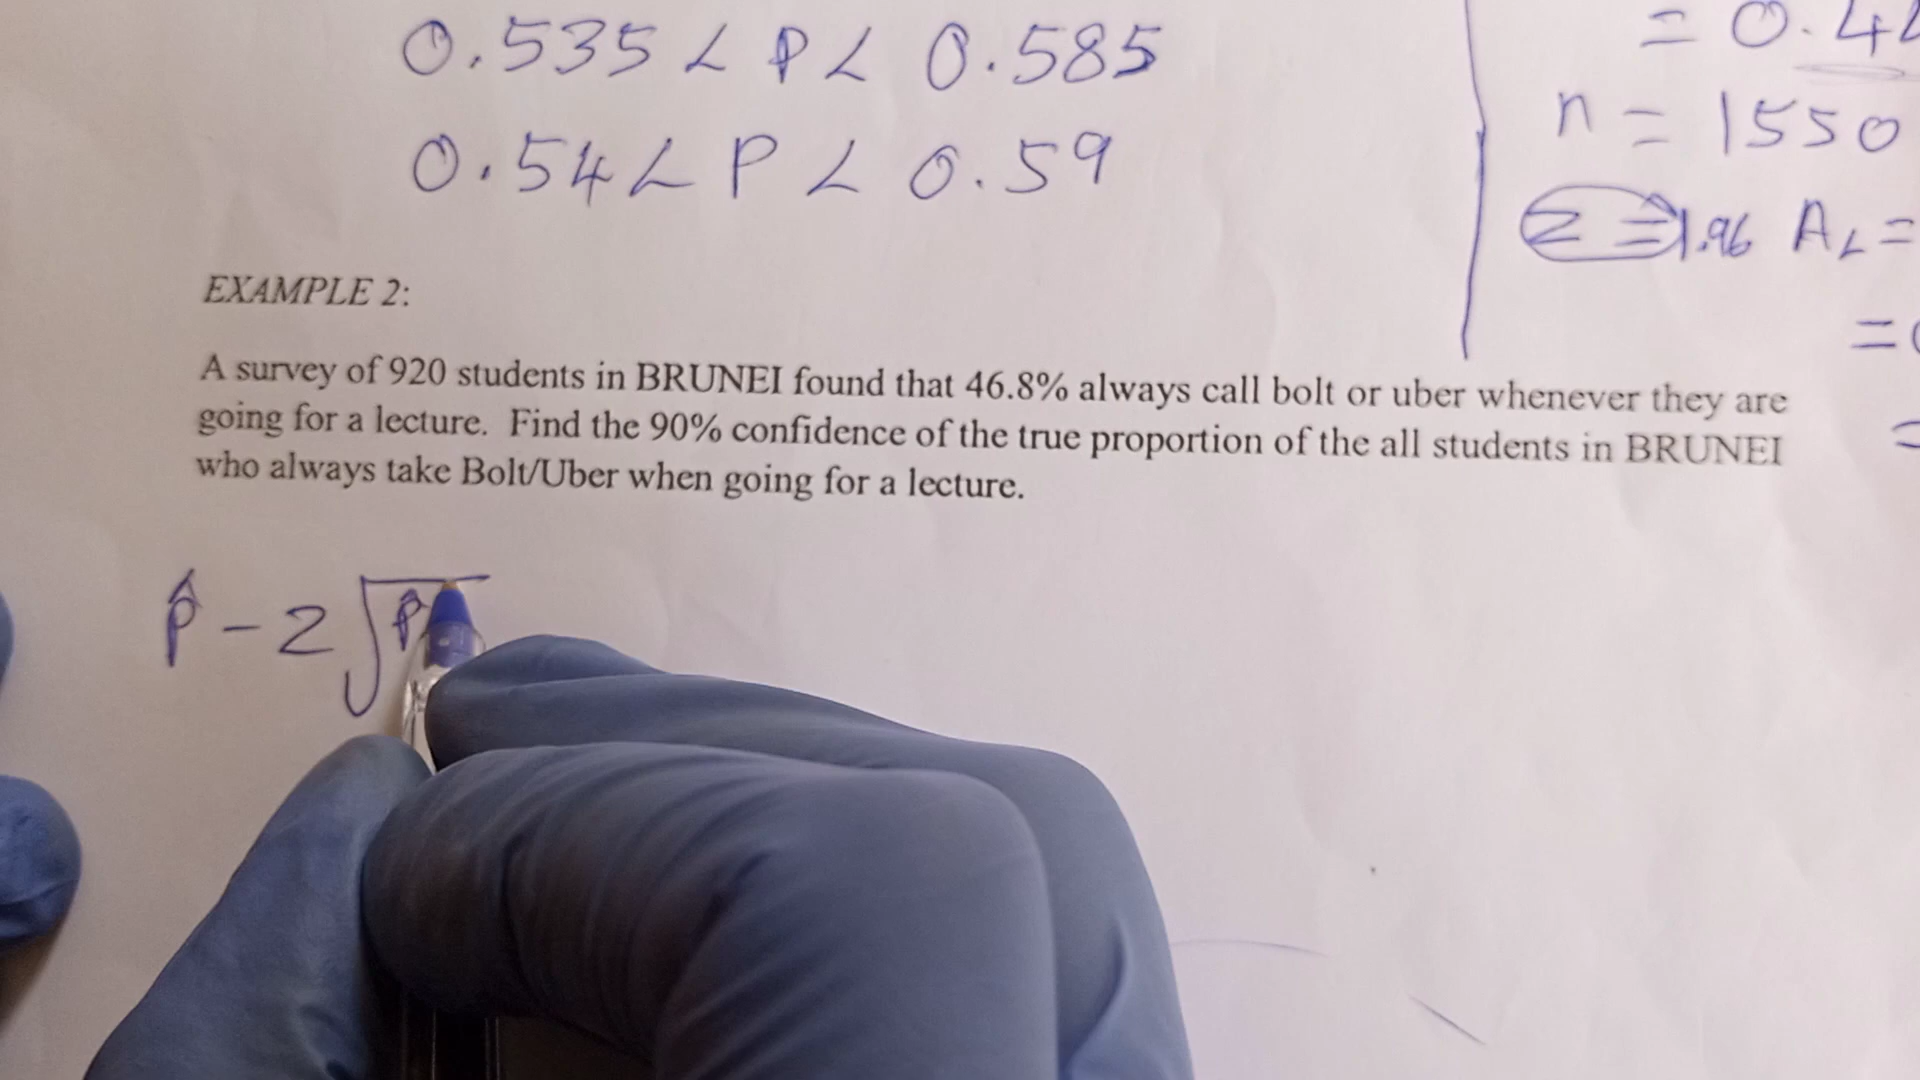 0.535 < P < 0.585
0.54 < P < 0.59
= 0.4
n = 1550
z = 1.96 A_L =
=
EXAMPLE 2:
A survey of 920 students in BRUNEI found that 46.8% always call bolt or uber whenever they are
going for a lecture. Find the 90% confidence of the true proportion of the all students in BRUNEI
who always take Bolt/Uber when going for a lecture.
p̂ - z √p̂